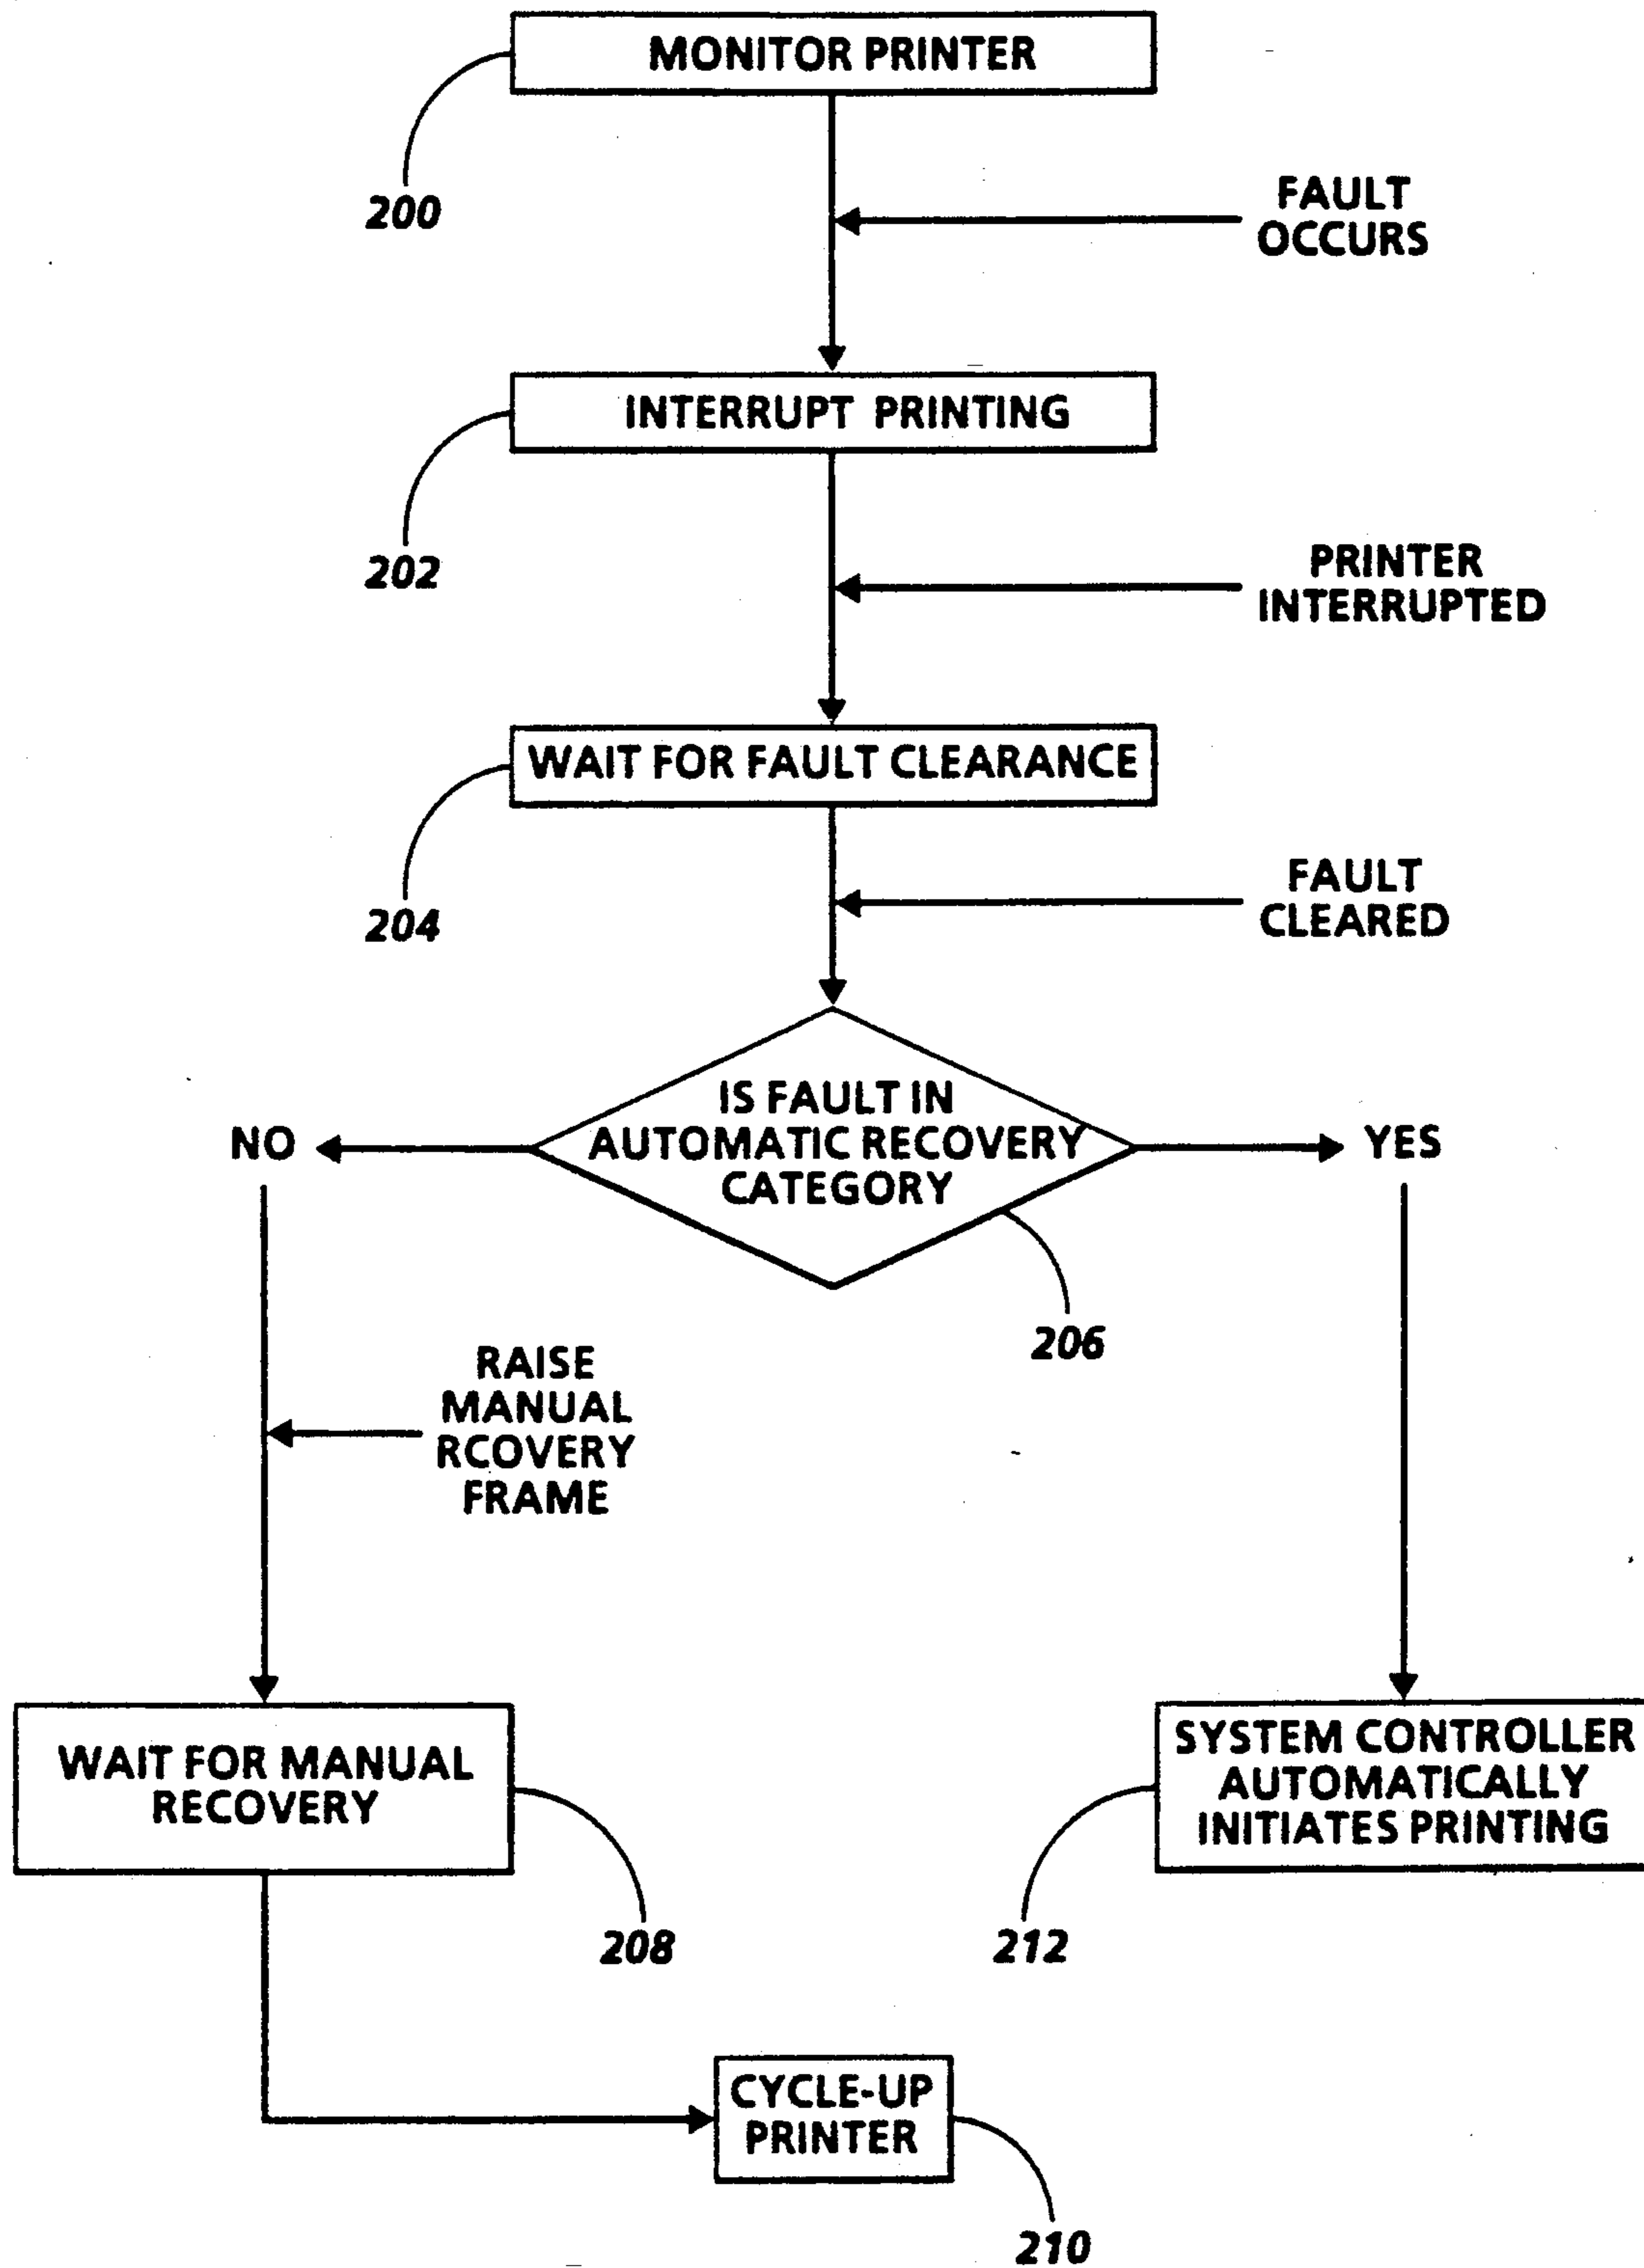 MONITOR PRINTER
200
FAULT
OCCURS
INTERRUPT PRINTING
202
PRINTER
INTERRUPTED
WAIT FOR FAULT CLEARANCE
204
FAULT
CLEARED
IS FAULT IN
AUTOMATIC RECOVERY
CATEGORY
NO
YES
206
RAISE
MANUAL
RCOVERY
FRAME
WAIT FOR MANUAL
RECOVERY
208
SYSTEM CONTROLLER
AUTOMATICALLY
INITIATES PRINTING
212
CYCLE-UP
PRINTER
210